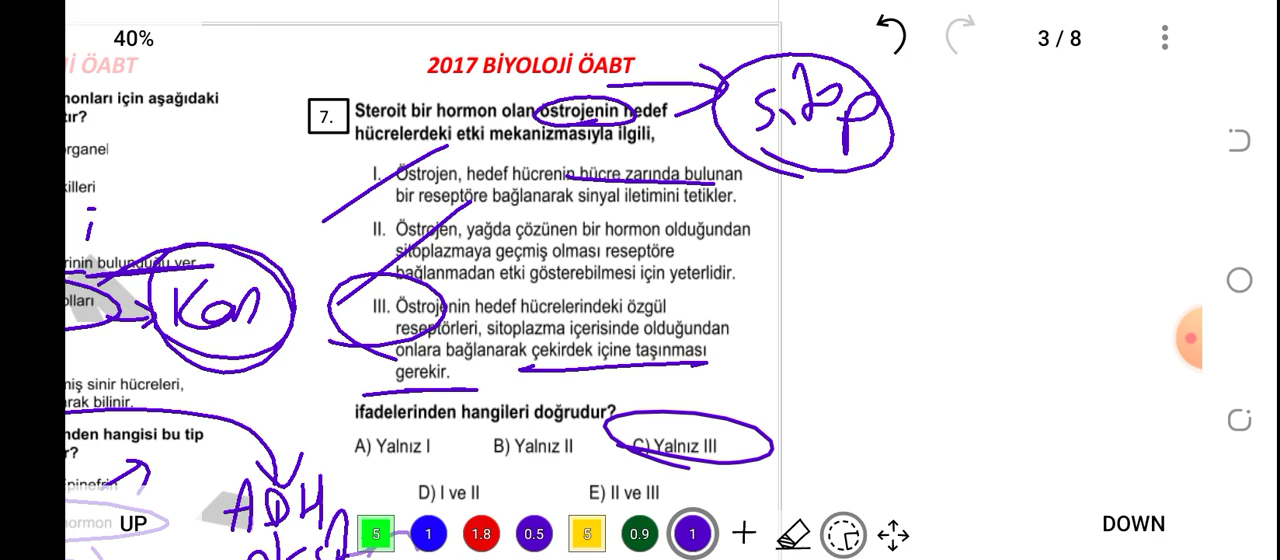 40%
3 / 8
İ ÖABT
2017 BİYOLOJİ ÖABT
sitop
nonları için aşağıdaki
tır?
organel
killeri
i
rinin bulunduğu yer
olları
Kan
miş sinir hücreleri,
arak bilinir.
nden hangisi bu tip
r?
epinefrin
hormon
UP
ADH
7.
Steroit bir hormon olan östrojenin hedef
hücrelerdeki etki mekanizmasıyla ilgili,
I. Östrojen, hedef hücrenin hücre zarında bulunan
bir reseptöre bağlanarak sinyal iletimini tetikler.
II. Östrojen, yağda çözünen bir hormon olduğundan
sitoplazmaya geçmiş olması reseptöre
bağlanmadan etki gösterebilmesi için yeterlidir.
III. Östrojenin hedef hücrelerindeki özgül
reseptörleri, sitoplazma içerisinde olduğundan
onlara bağlanarak çekirdek içine taşınması
gerekir.
ifadelerinden hangileri doğrudur?
A) Yalnız I B) Yalnız II C) Yalnız III
D) I ve II E) II ve III
5 1 1.8 0.5 5 0.9 1
DOWN